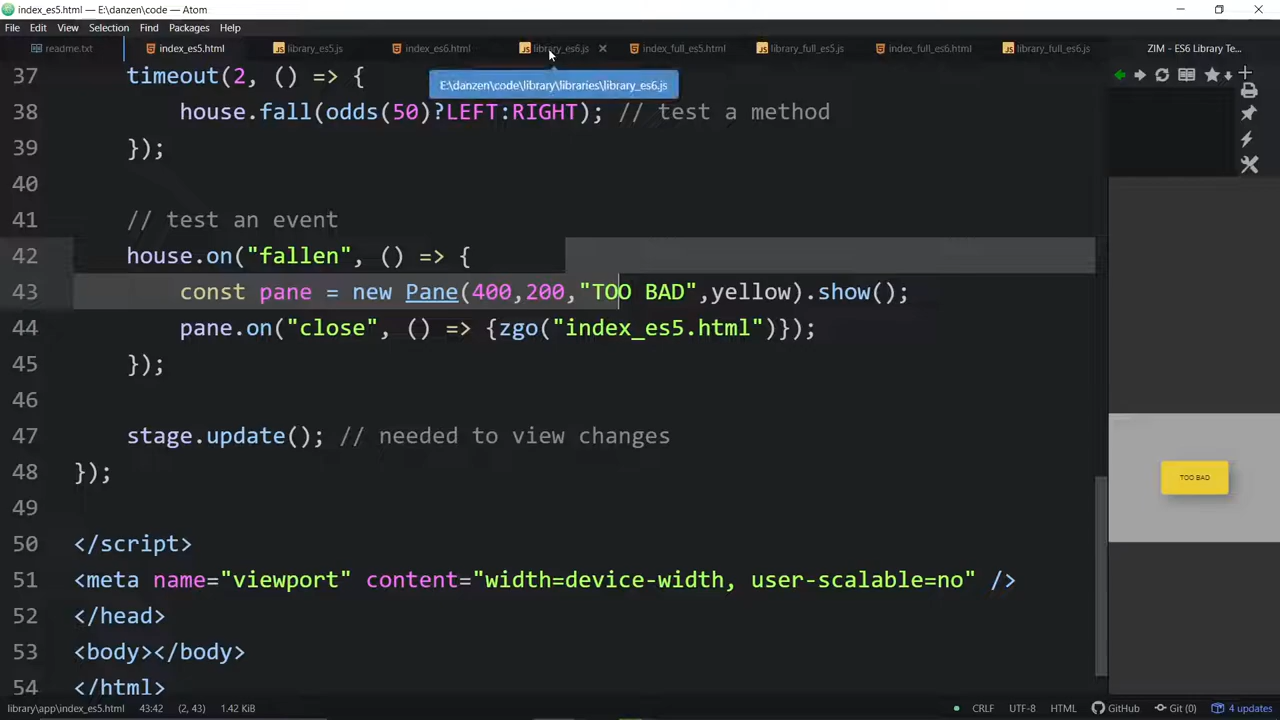 index_es5.html — E:\danzen\code — Atom
File Edit View Selection Find Packages Help
readme.txt index_es5.html library_es5.js index_es6.html library_es6.js index_full_es5.html library_full_es5.js index_full_es6.html library_full_es6.js ZIM - ES6 Library Te...
E:\danzen\code\library\libraries\library_es6.js
37 timeout(2, () => {
38 house.fall(odds(50)?LEFT:RIGHT); // test a method
39 });
40
41 // test an event
42 house.on("fallen", () => {
43 const pane = new Pane(400,200,"TOO BAD",yellow).show();
44 pane.on("close", () => {zgo("index_es5.html")});
45 });
46
47 stage.update(); // needed to view changes
48 });
49
50 </script>
51 <meta name="viewport" content="width=device-width, user-scalable=no" />
52 </head>
53 <body></body>
54 </html>
TOO BAD
library\app\index_es5.html 43:42 (2, 43) 1.42 KiB CRLF UTF-8 HTML GitHub Git (0) 4 updates